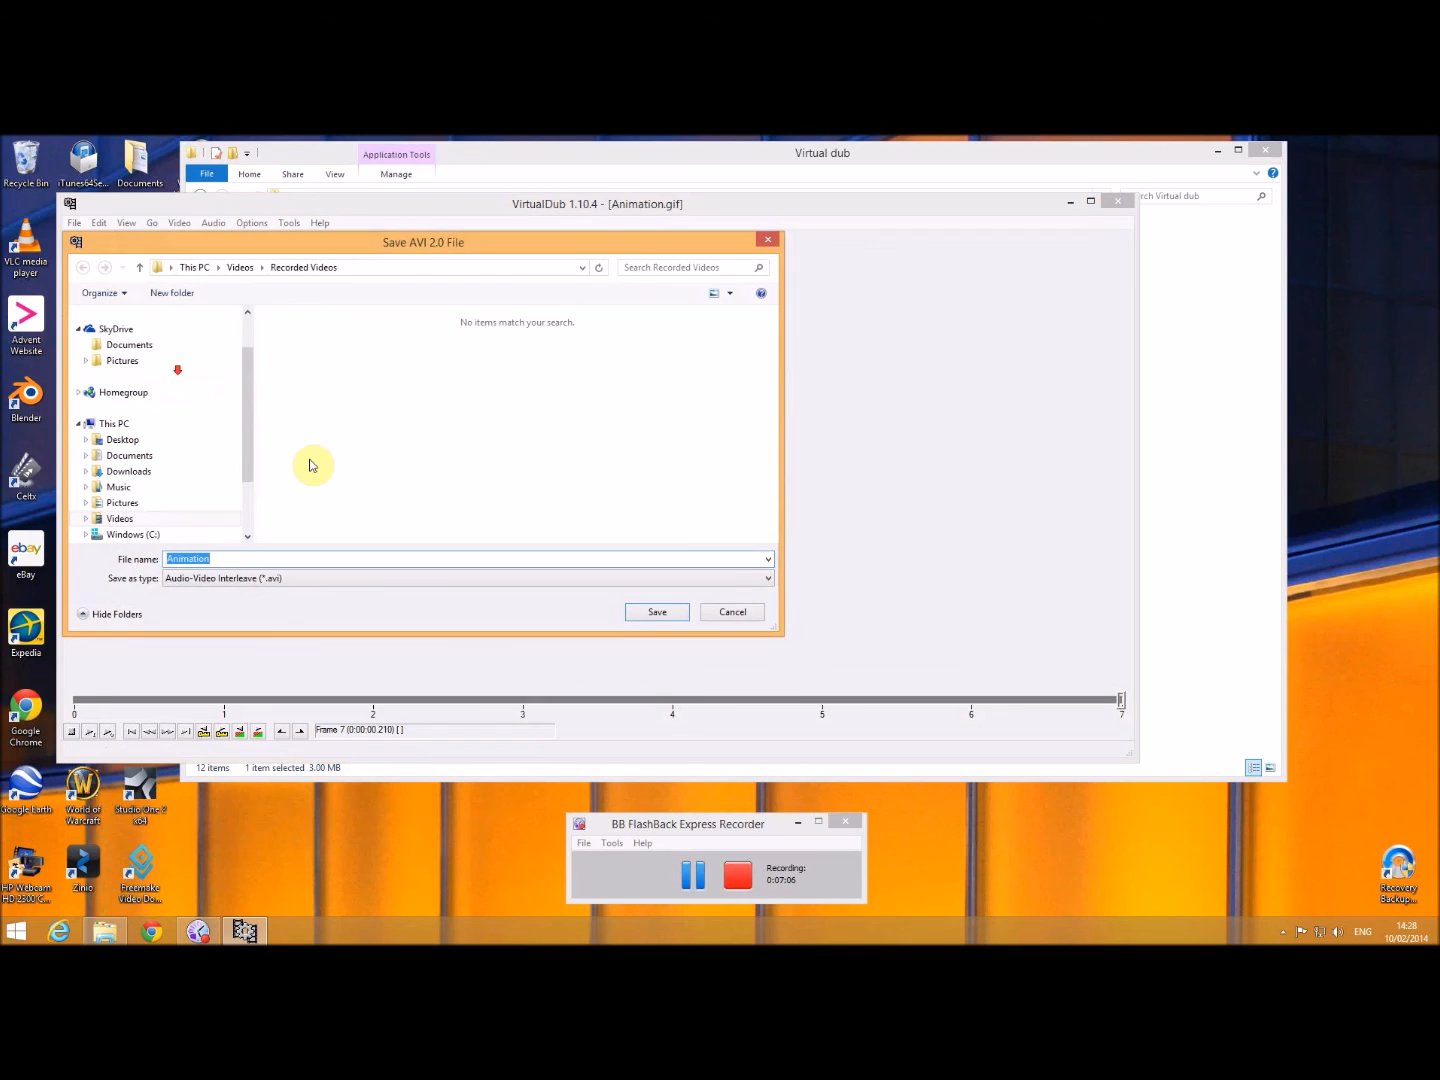 Recycle Bin
iTunes64Se...
Documents
VLC media player
Advent Website
Blender
Celtx
ebay
eBay
Expedia
Google Chrome
Google Earth
World of Warcraft
Studio One 2 x64
HP Webcam HD 2300 C...
Zinio
Freemake Video Do...
Recovery Backup...
Application Tools
Virtual dub
File Home Share View Manage
rch Virtual dub
VirtualDub 1.10.4 - [Animation.gif]
File Edit View Go Video Audio Options Tools Help
Save AVI 2.0 File
This PC Videos Recorded Videos
Search Recorded Videos
Organize New folder
No items match your search.
SkyDrive
Documents
Pictures
Homegroup
This PC
Desktop
Documents
Downloads
Music
Pictures
Videos
Windows (C:)
File name: Animation
Save as type: Audio-Video Interleave (*.avi)
Hide Folders
Save Cancel
0 1 2 3 4 5 6 7
Frame 7 (0:00:00.210) [ ]
12 items 1 item selected 3.00 MB
BB FlashBack Express Recorder
File Tools Help
Recording:
0:07:06
ENG
14:28
10/02/2014